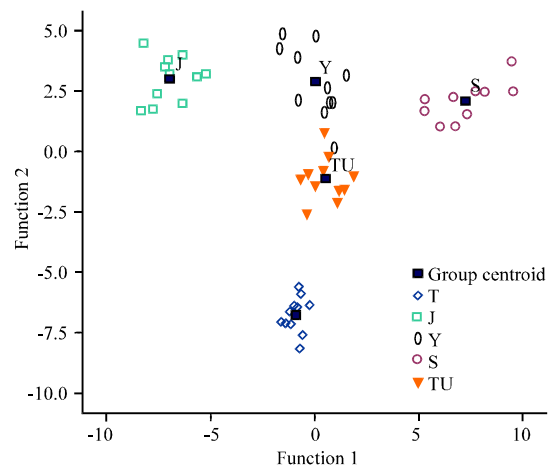 5.0
J
Y
S
2.5
0.0
TU
Function 2
-2.5
-5.0
Group centroid
T
J
-7.5
Y
S
TU
-10.0
-10
-5
0
5
10
Function 1